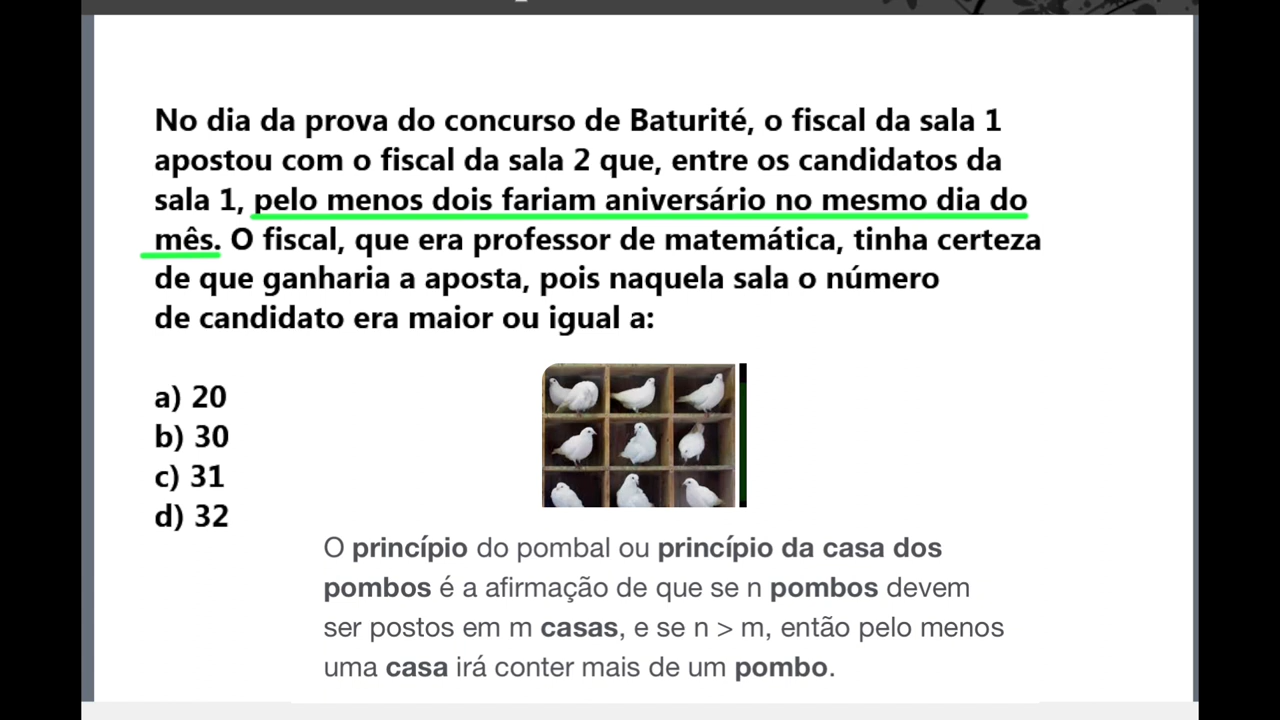 No dia da prova do concurso de Baturité, o fiscal da sala 1
apostou com o fiscal da sala 2 que, entre os candidatos da
sala 1, pelo menos dois fariam aniversário no mesmo dia do
mês. O fiscal, que era professor de matemática, tinha certeza
de que ganharia a aposta, pois naquela sala o número
de candidato era maior ou igual a:
a) 20
b) 30
c) 31
d) 32
O princípio do pombal ou princípio da casa dos
pombos é a afirmação de que se n pombos devem
ser postos em m casas, e se n > m, então pelo menos
uma casa irá conter mais de um pombo.